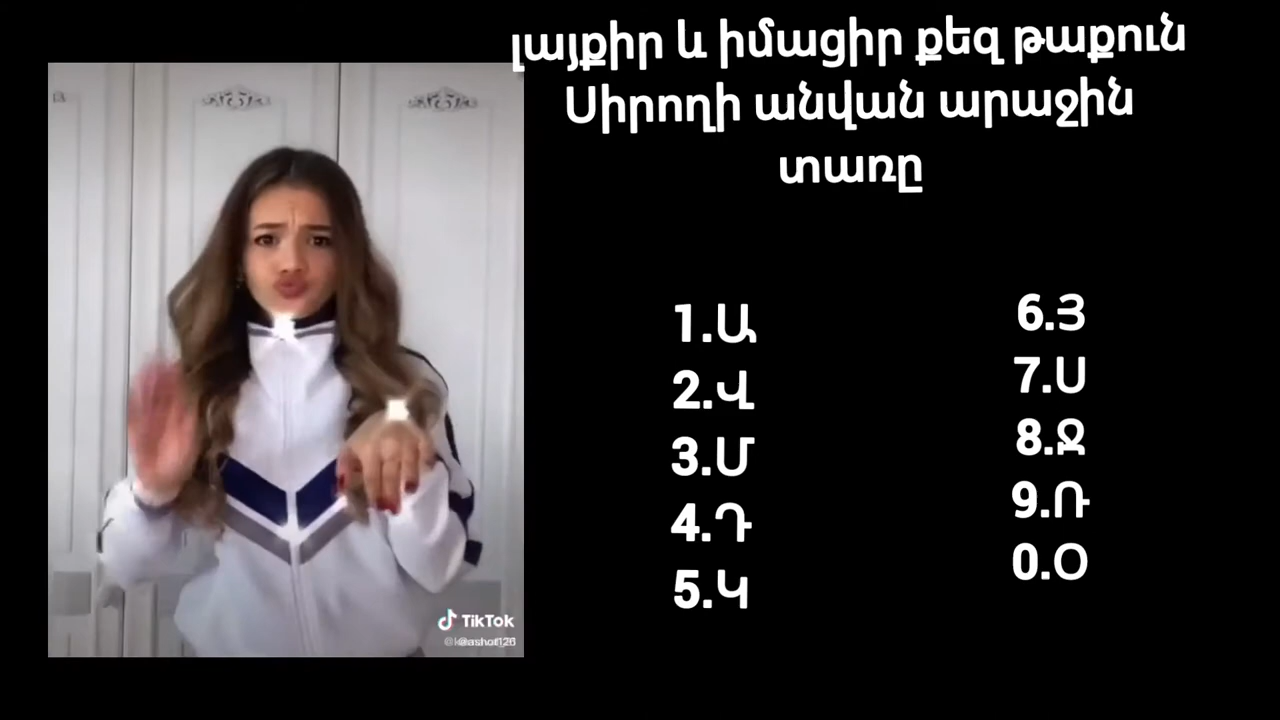 լայքիր և իմացիր քեզ թաքուն
Սիրողի անվան արաջին
տառը
1.Ա
2.Վ
3.Մ
4.Դ
5.Կ
6.Յ
7.Ս
8.Ջ
9.Ռ
0.Օ
TikTok